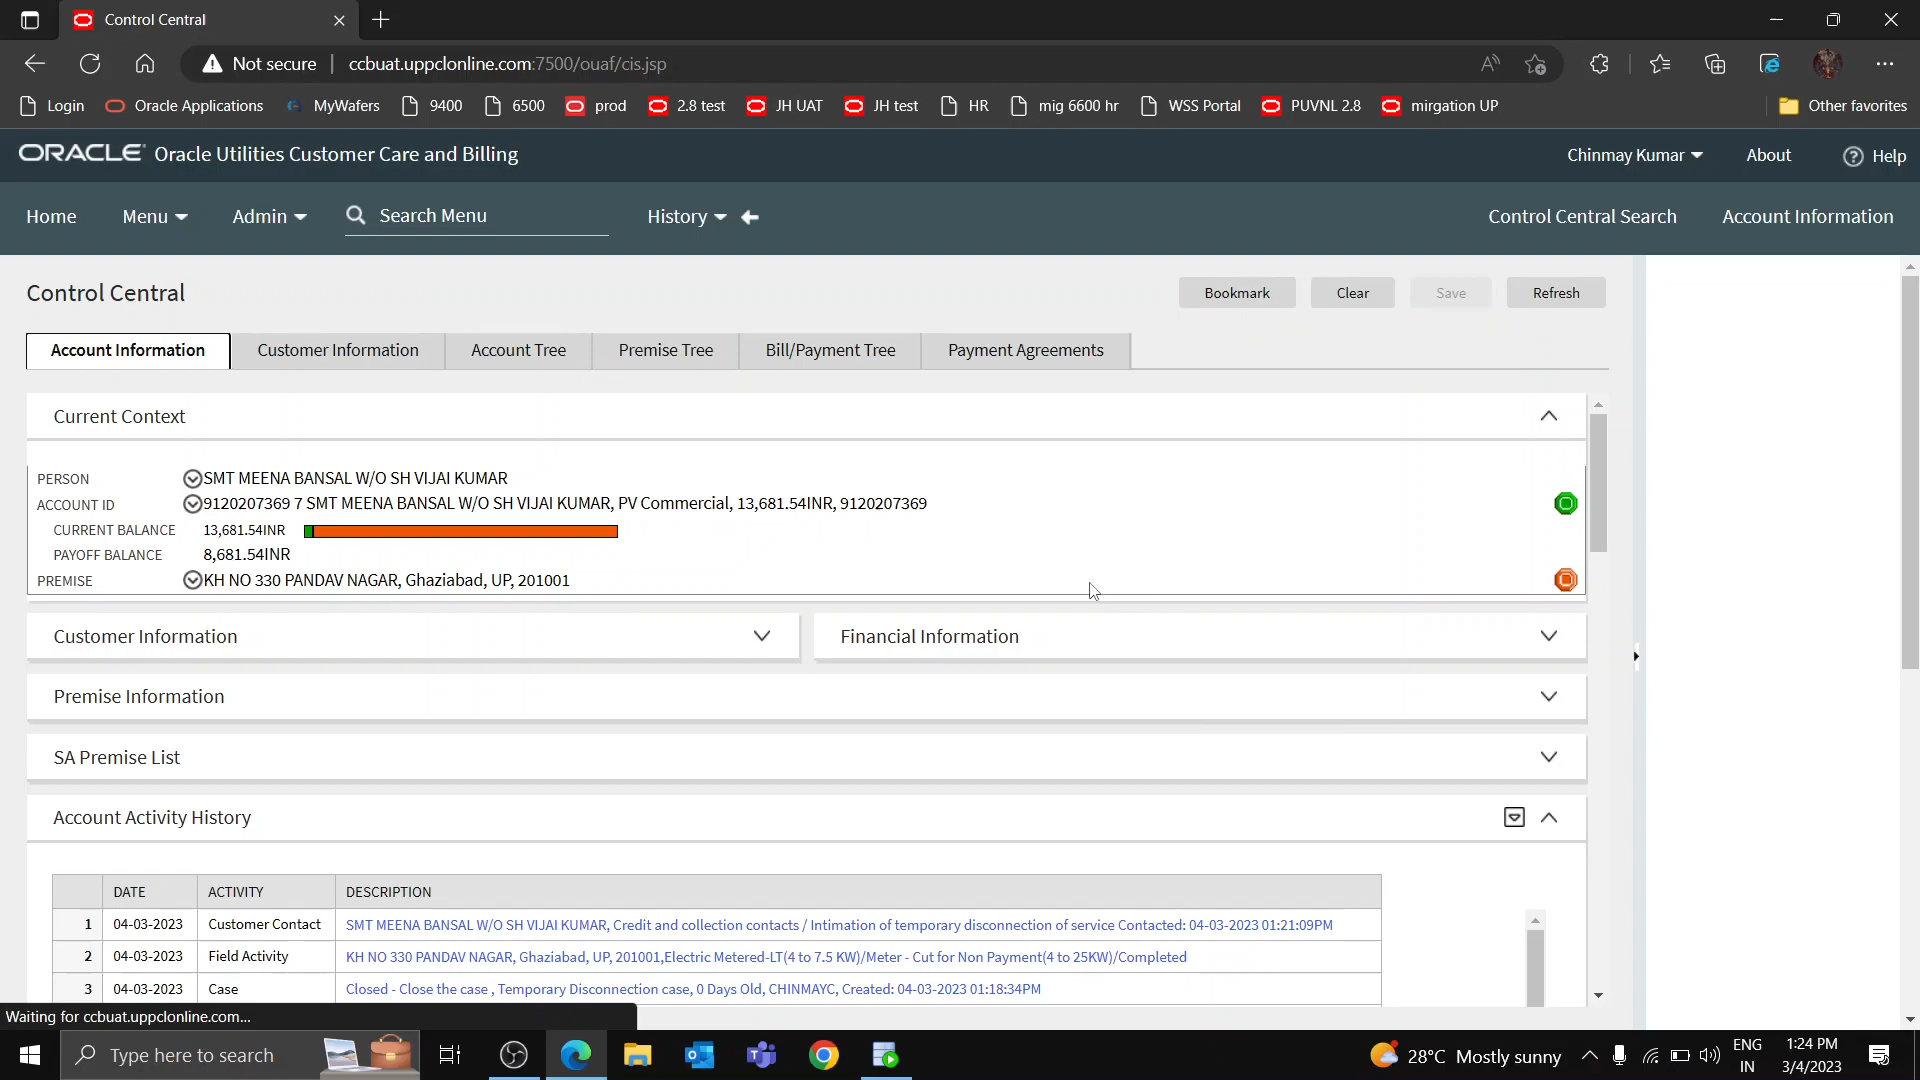 Control Central
Not secure
ccbuat.uppclonline.com:7500/ouaf/cis.jsp
Login
Oracle Applications
MyWafers
9400
6500
prod
2.8 test
JH UAT
JH test
HR
mig 6600 hr
WSS Portal
PUVNL 2.8
mirgation UP
Other favorites
ORACLE Oracle Utilities Customer Care and Billing
Chinmay Kumar
About
Help
Home
Menu
Admin
Search Menu
History
Control Central Search
Account Information
Control Central
Bookmark
Clear
Save
Refresh
Account Information
Customer Information
Account Tree
Premise Tree
Bill/Payment Tree
Payment Agreements
Current Context
PERSON SMT MEENA BANSAL W/O SH VIJAI KUMAR
ACCOUNT ID 9120207369 7 SMT MEENA BANSAL W/O SH VIJAI KUMAR, PV Commercial, 13,681.54INR, 9120207369
CURRENT BALANCE 13,681.54INR
PAYOFF BALANCE 8,681.54INR
PREMISE KH NO 330 PANDAV NAGAR, Ghaziabad, UP, 201001
Customer Information
Financial Information
Premise Information
SA Premise List
Account Activity History
DATE ACTIVITY DESCRIPTION
1 04-03-2023 Customer Contact SMT MEENA BANSAL W/O SH VIJAI KUMAR, Credit and collection contacts / Intimation of temporary disconnection of service Contacted: 04-03-2023 01:21:09PM
2 04-03-2023 Field Activity KH NO 330 PANDAV NAGAR, Ghaziabad, UP, 201001,Electric Metered-LT(4 to 7.5 KW)/Meter - Cut for Non Payment(4 to 25KW)/Completed
3 04-03-2023 Case Closed - Close the case , Temporary Disconnection case, 0 Days Old, CHINMAYC, Created: 04-03-2023 01:18:34PM
Waiting for ccbuat.uppclonline.com...
Type here to search
28°C Mostly sunny
ENG
IN
1:24 PM
3/4/2023